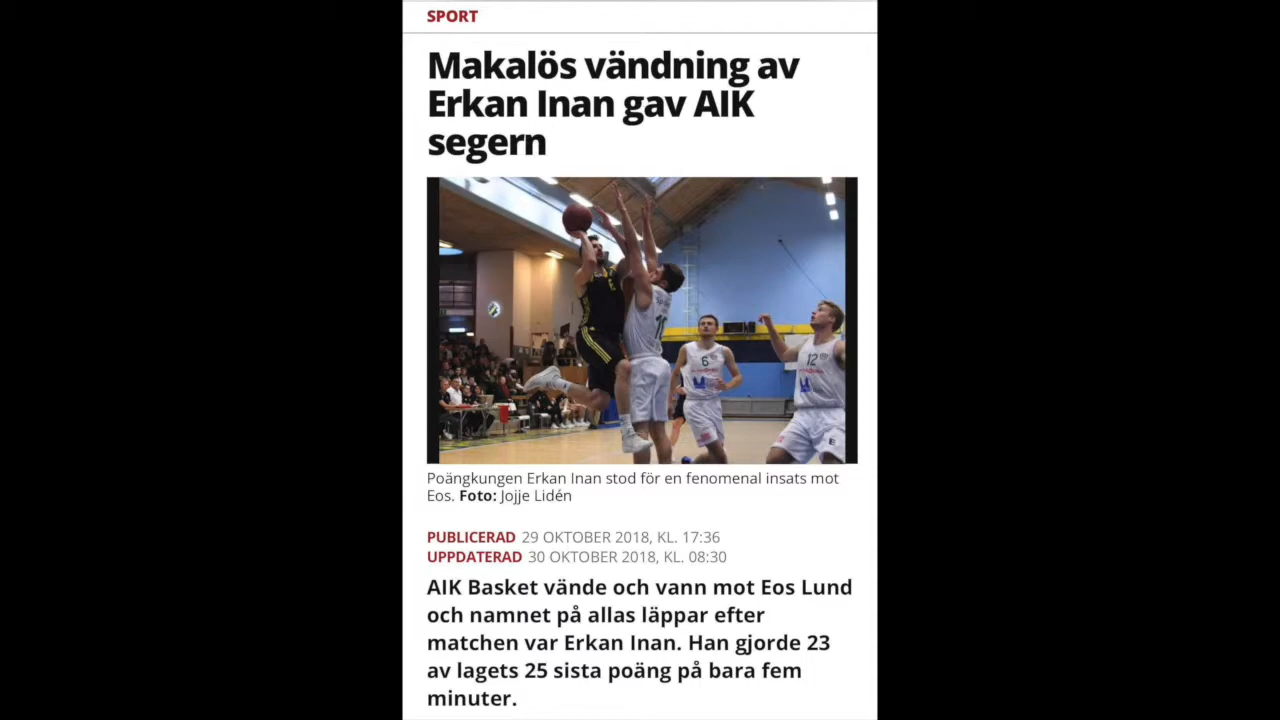 SPORT
Makalös vändning av
Erkan Inan gav AIK
segern
6
12
Poängkungen Erkan Inan stod för en fenomenal insats mot
Eos. Foto: Jojje Lidén
PUBLICERAD 29 OKTOBER 2018, KL. 17:36
UPPDATERAD 30 OKTOBER 2018, KL. 08:30
AIK Basket vände och vann mot Eos Lund
och namnet på allas läppar efter
matchen var Erkan Inan. Han gjorde 23
av lagets 25 sista poäng på bara fem
minuter.